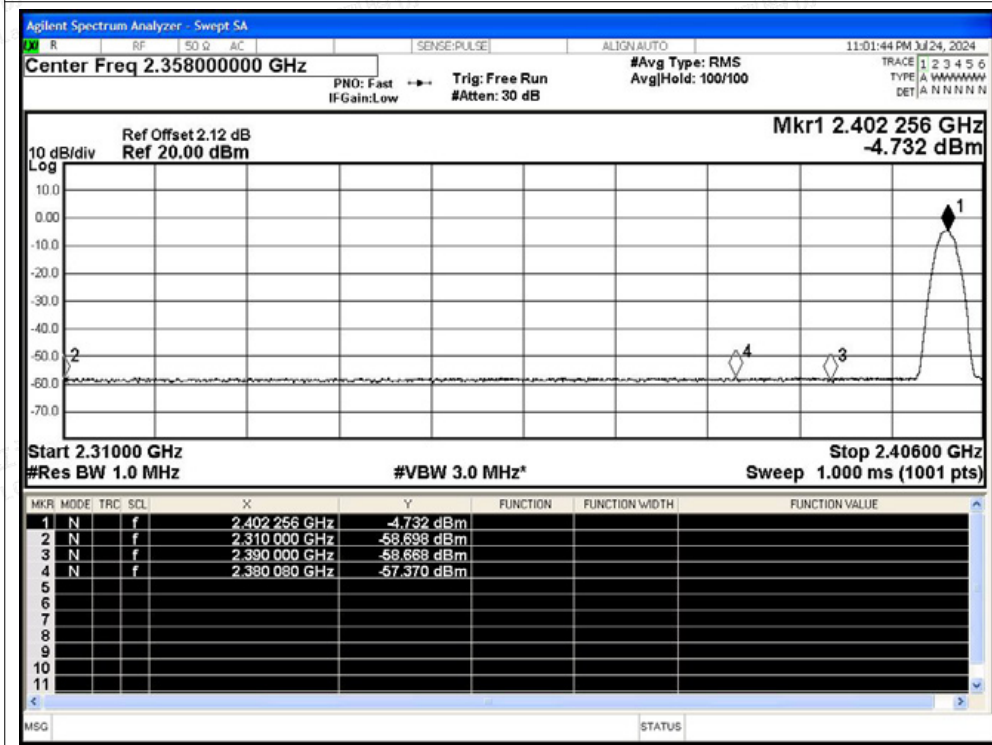 Agilent Spectrum Analyzer - Swept SA
R RF 50 Ω AC SENSE:PULSE ALIGN AUTO 11:01:44 PM Jul 24, 2024
Center Freq 2.358000000 GHz
#Avg Type: RMS
TRACE 1 2 3 4 5 6
PNO: Fast
Trig: Free Run
Avg|Hold: 100/100
TYPE A WWWWW
IFGain:Low
#Atten: 30 dB
DET A N N N N N
Mkr1 2.402 256 GHz
-4.732 dBm
Ref Offset 2.12 dB
10 dB/div Ref 20.00 dBm
Log
10.0
0.00
-10.0
-20.0
-30.0
-40.0
-50.0
-60.0
-70.0
1
2
4
3
Start 2.31000 GHz Stop 2.40600 GHz
#Res BW 1.0 MHz #VBW 3.0 MHz* Sweep 1.000 ms (1001 pts)
MKR MODE TRC SCL X Y FUNCTION FUNCTION WIDTH FUNCTION VALUE
1 N f 2.402 256 GHz -4.732 dBm
2 N f 2.310 000 GHz -58.698 dBm
3 N f 2.390 000 GHz -58.668 dBm
4 N f 2.380 080 GHz -57.370 dBm
5
6
7
8
9
10
11
MSG STATUS